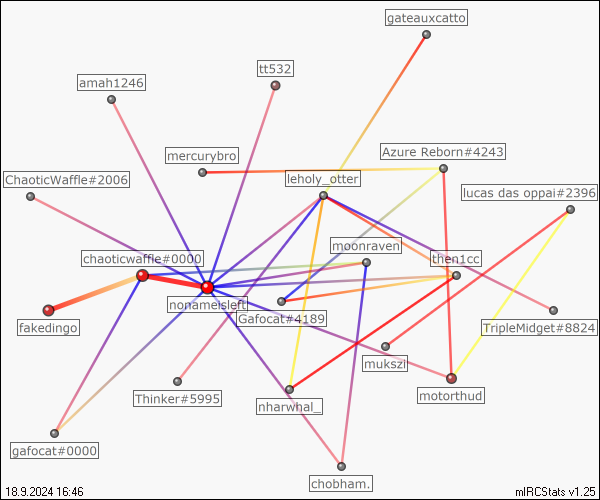 gateauxcatto
tt532
amah1246
mercurybro
Azure Reborn#4243
ChaoticWaffle#2006
leholy_otter
lucas das oppai#2396
moonraven
chaoticwaffle#0000
then1cc
nonameisleft
Gafocat#4189
fakedingo
TripleMidget#8824
mukszi
Thinker#5995
motorthud
nharwhal_
gafocat#0000
chobham.
18.9.2024 16:46
mIRCStats v1.25